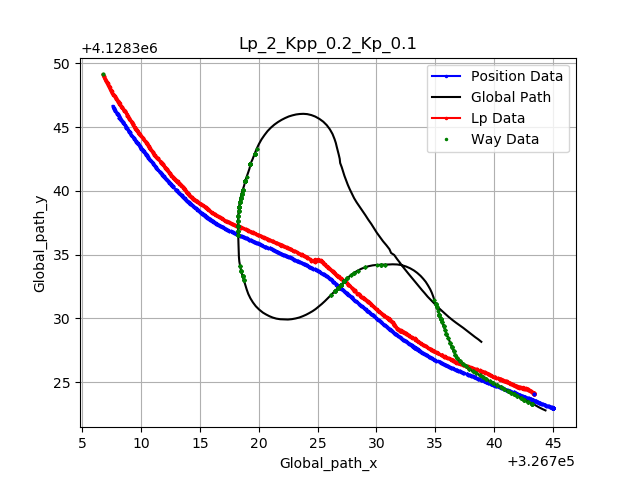 Lp_2_Kpp_0.2_Kp_0.1
+4.1283e6
50
45
40
35
30
25
Global_path_y
Position Data
Global Path
Lp Data
Way Data
5 10 15 20 25 30 35 40 45
Global_path_x
+3.267e5